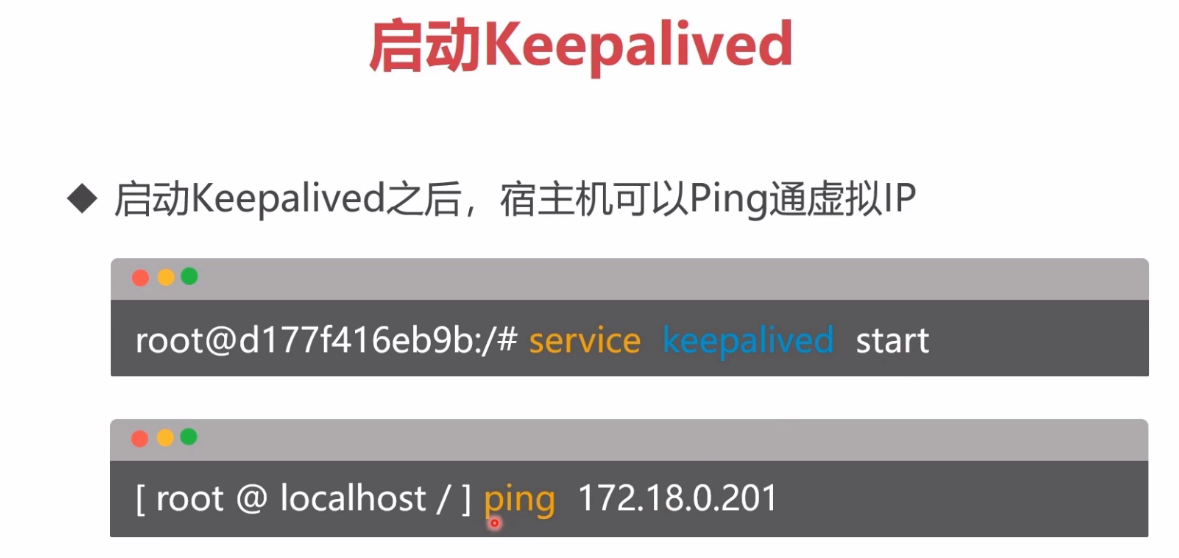 启动Keepalived
启动Keepalived之后，宿主机可以Ping通虚拟IP
root@d177f416eb9b:/# service keepalived start
[ root @ localhost / ] ping 172.18.0.201